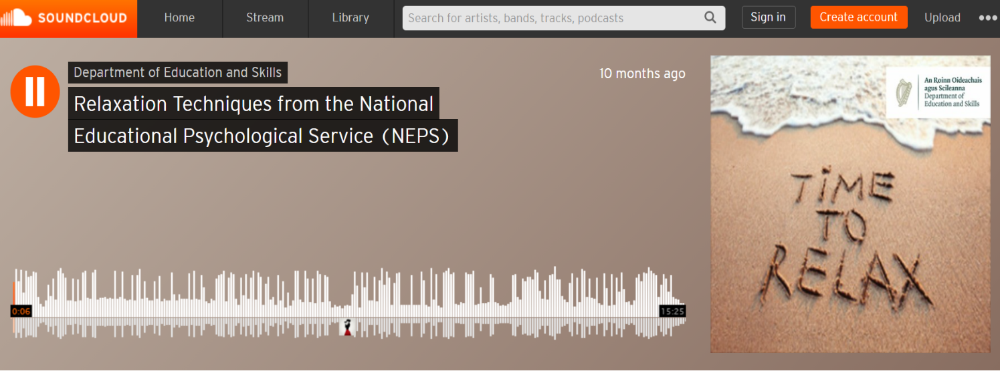 SOUNDCLOUD
Home
Stream
Library
Search for artists, bands, tracks, podcasts
Sign in
Create account
Upload
Department of Education and Skills
10 months ago
Relaxation Techniques from the National
Educational Psychological Service (NEPS)
An Roinn Oideachais
agus Scileanna
Department of
Education and Skills
TiME
TO
RELAX
0:06
15:25